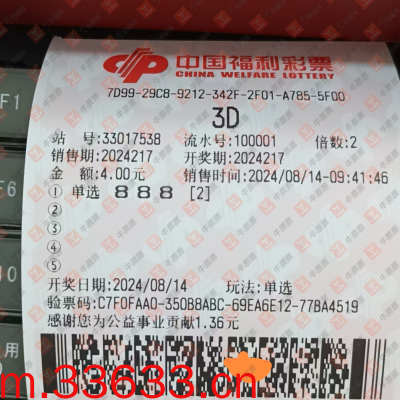 中国福利彩票
CHINA WELFARE LOTTERY
7D99-29C8-9212-342F-2F01-A785-5F00
3D
站 号:33017538 流水号:100001 倍数:2
销售期:2024217 开奖期:2024217
金 额:4.00元 销售时间:2024/08/14-09:41:46
① 单选 888 [2]
②
③
④
⑤
开奖日期:2024/08/14 玩法:单选
验票码:C7F0FAA0-350B8ABC-69EA6E12-77BA4519
感谢您为公益事业贡献1.36元
F1
F6
用
m.33633.cn